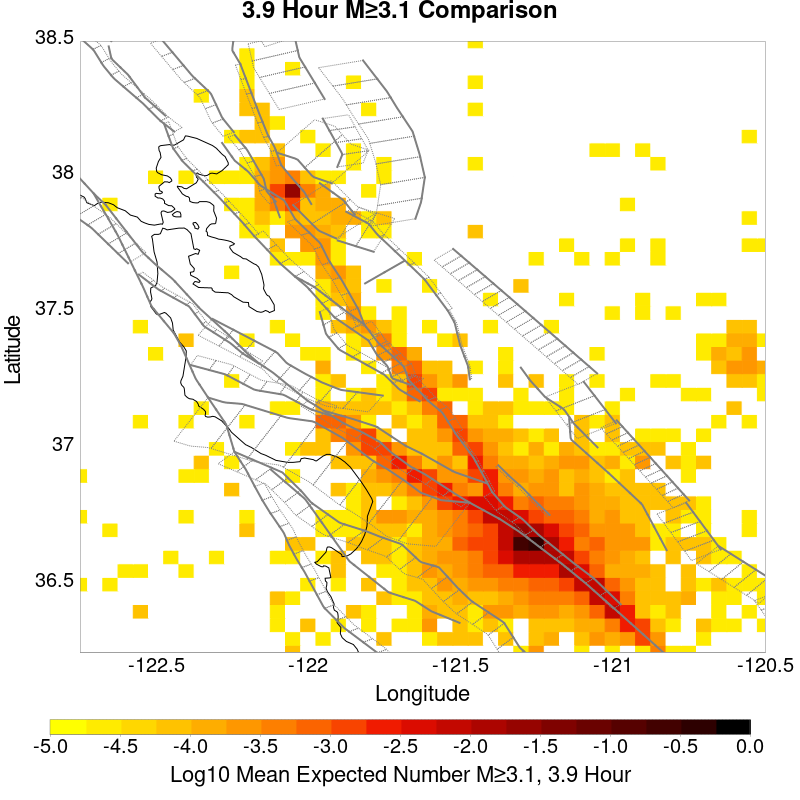 3.9 Hour M≥3.1 Comparison
38.5
38
37.5
37
36.5
Latitude
-122.5 -122 -121.5 -121 -120.5
Longitude
-5.0 -4.5 -4.0 -3.5 -3.0 -2.5 -2.0 -1.5 -1.0 -0.5 0.0
Log10 Mean Expected Number M≥3.1, 3.9 Hour